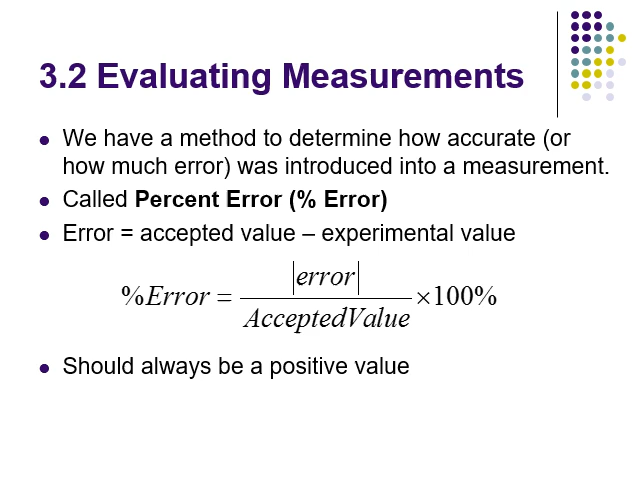 3.2 Evaluating Measurements
● We have a method to determine how accurate (or
how much error) was introduced into a measurement.
● Called Percent Error (% Error)
● Error = accepted value – experimental value
%Error = |error| / AcceptedValue ×100%
● Should always be a positive value